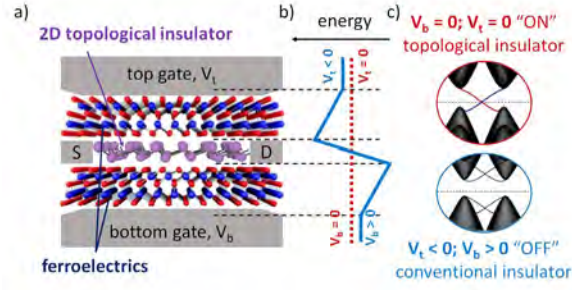 a)
2D topological insulator
top gate, Vt
S
D
bottom gate, Vb
ferroelectrics
b)
energy
Vt < 0
Vt = 0
Vb = 0
Vb > 0
c)
Vb = 0; Vt = 0 “ON”
topological insulator
Vt < 0; Vb > 0 “OFF”
conventional insulator